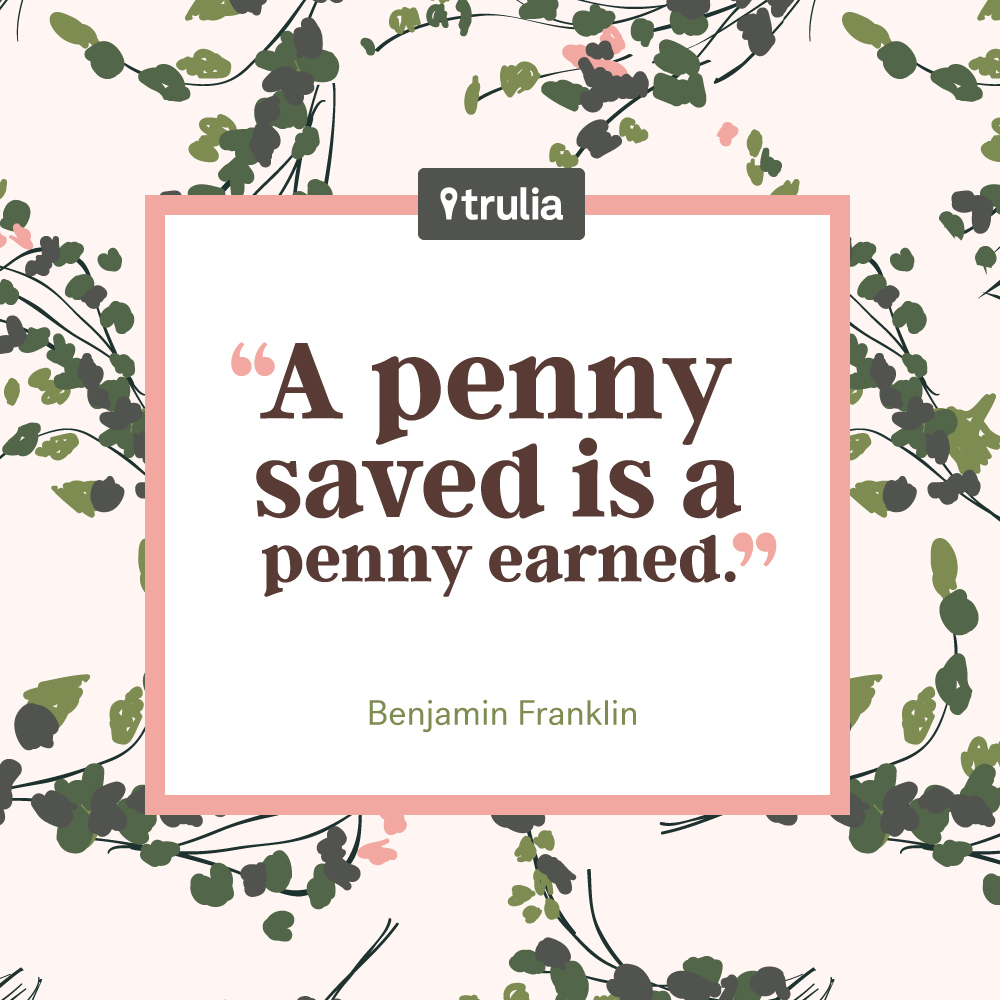 trulia
“A penny
saved is a
penny earned.”
Benjamin Franklin